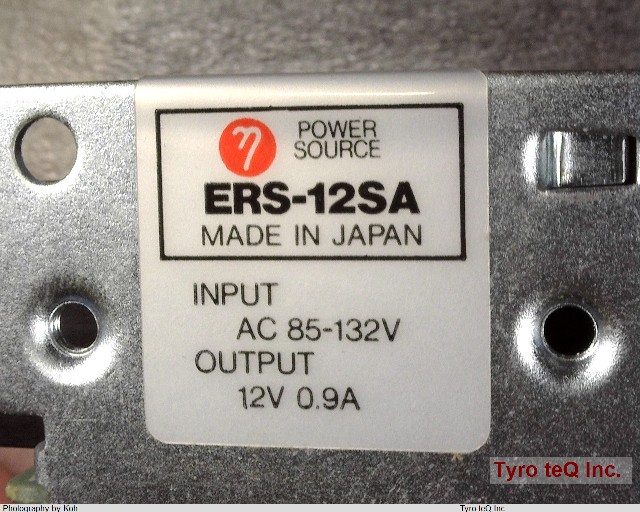 η POWER
SOURCE
ERS-12SA
MADE IN JAPAN
INPUT
AC 85-132V
OUTPUT
12V 0.9A
Tyro teQ Inc.
Photography by Koh
Tyro teQ Inc